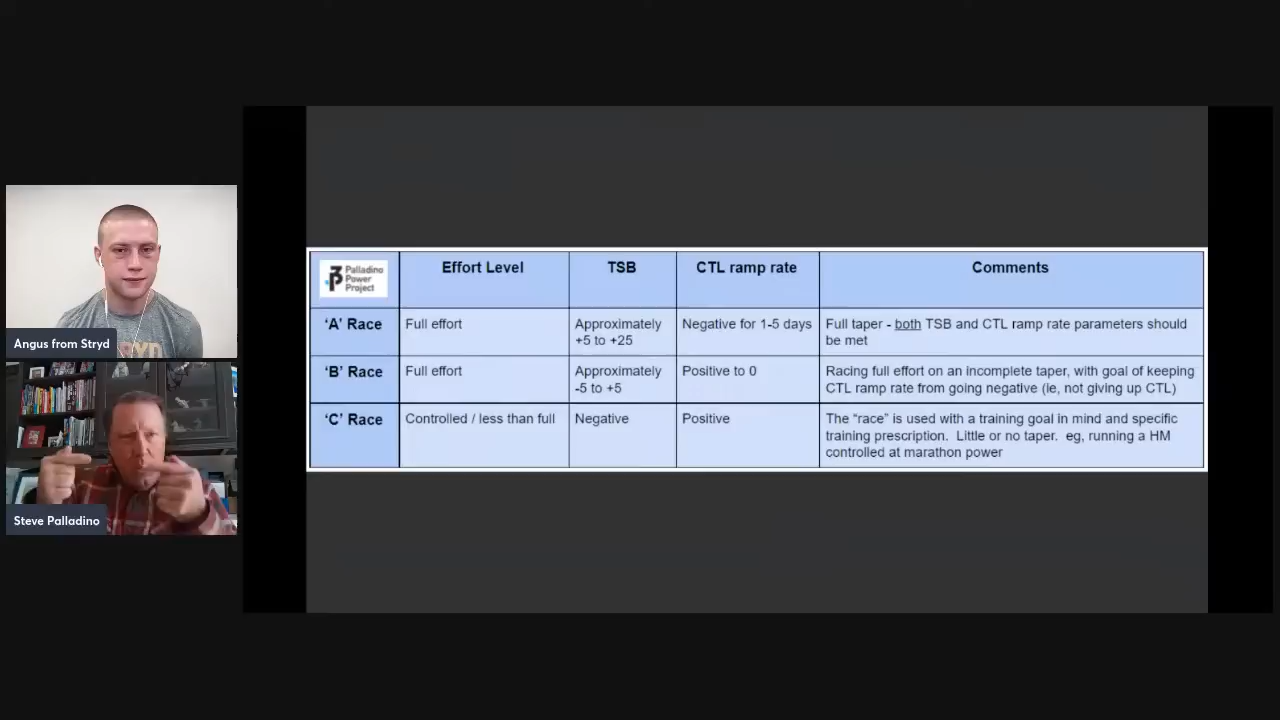 Angus from Stryd
Steve Palladino
Palladino
Power
Project
Effort Level
TSB
CTL ramp rate
Comments
'A' Race
Full effort
Approximately
+5 to +25
Negative for 1-5 days
Full taper - both TSB and CTL ramp rate parameters should
be met
'B' Race
Full effort
Approximately
-5 to +5
Positive to 0
Racing full effort on an incomplete taper, with goal of keeping
CTL ramp rate from going negative (ie, not giving up CTL)
'C' Race
Controlled / less than full
Negative
Positive
The “race” is used with a training goal in mind and specific
training prescription.  Little or no taper.  eg, running a HM
controlled at marathon power